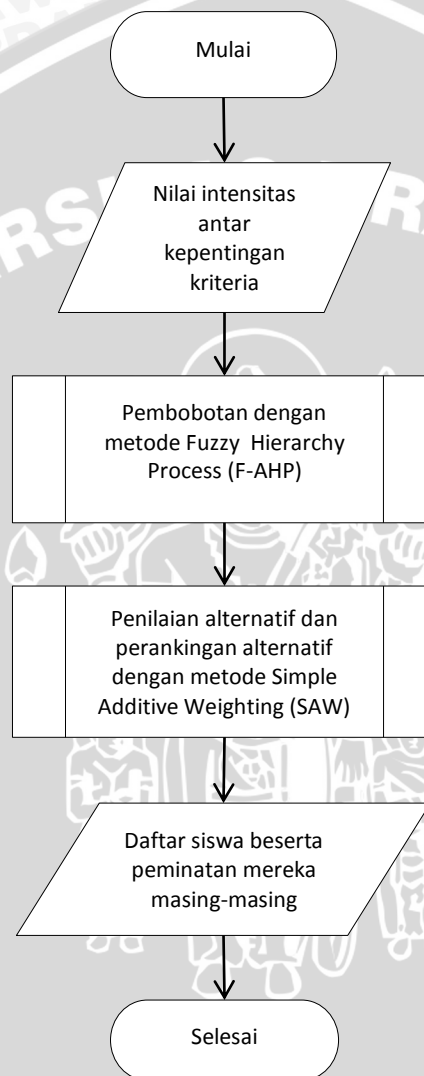 Mulai
Nilai intensitas
antar
kepentingan
kriteria
Pembobotan dengan
metode Fuzzy Hierarchy
Process (F-AHP)
Penilaian alternatif dan
perankingan alternatif
dengan metode Simple
Additive Weighting (SAW)
Daftar siswa beserta
peminatan mereka
masing-masing
Selesai